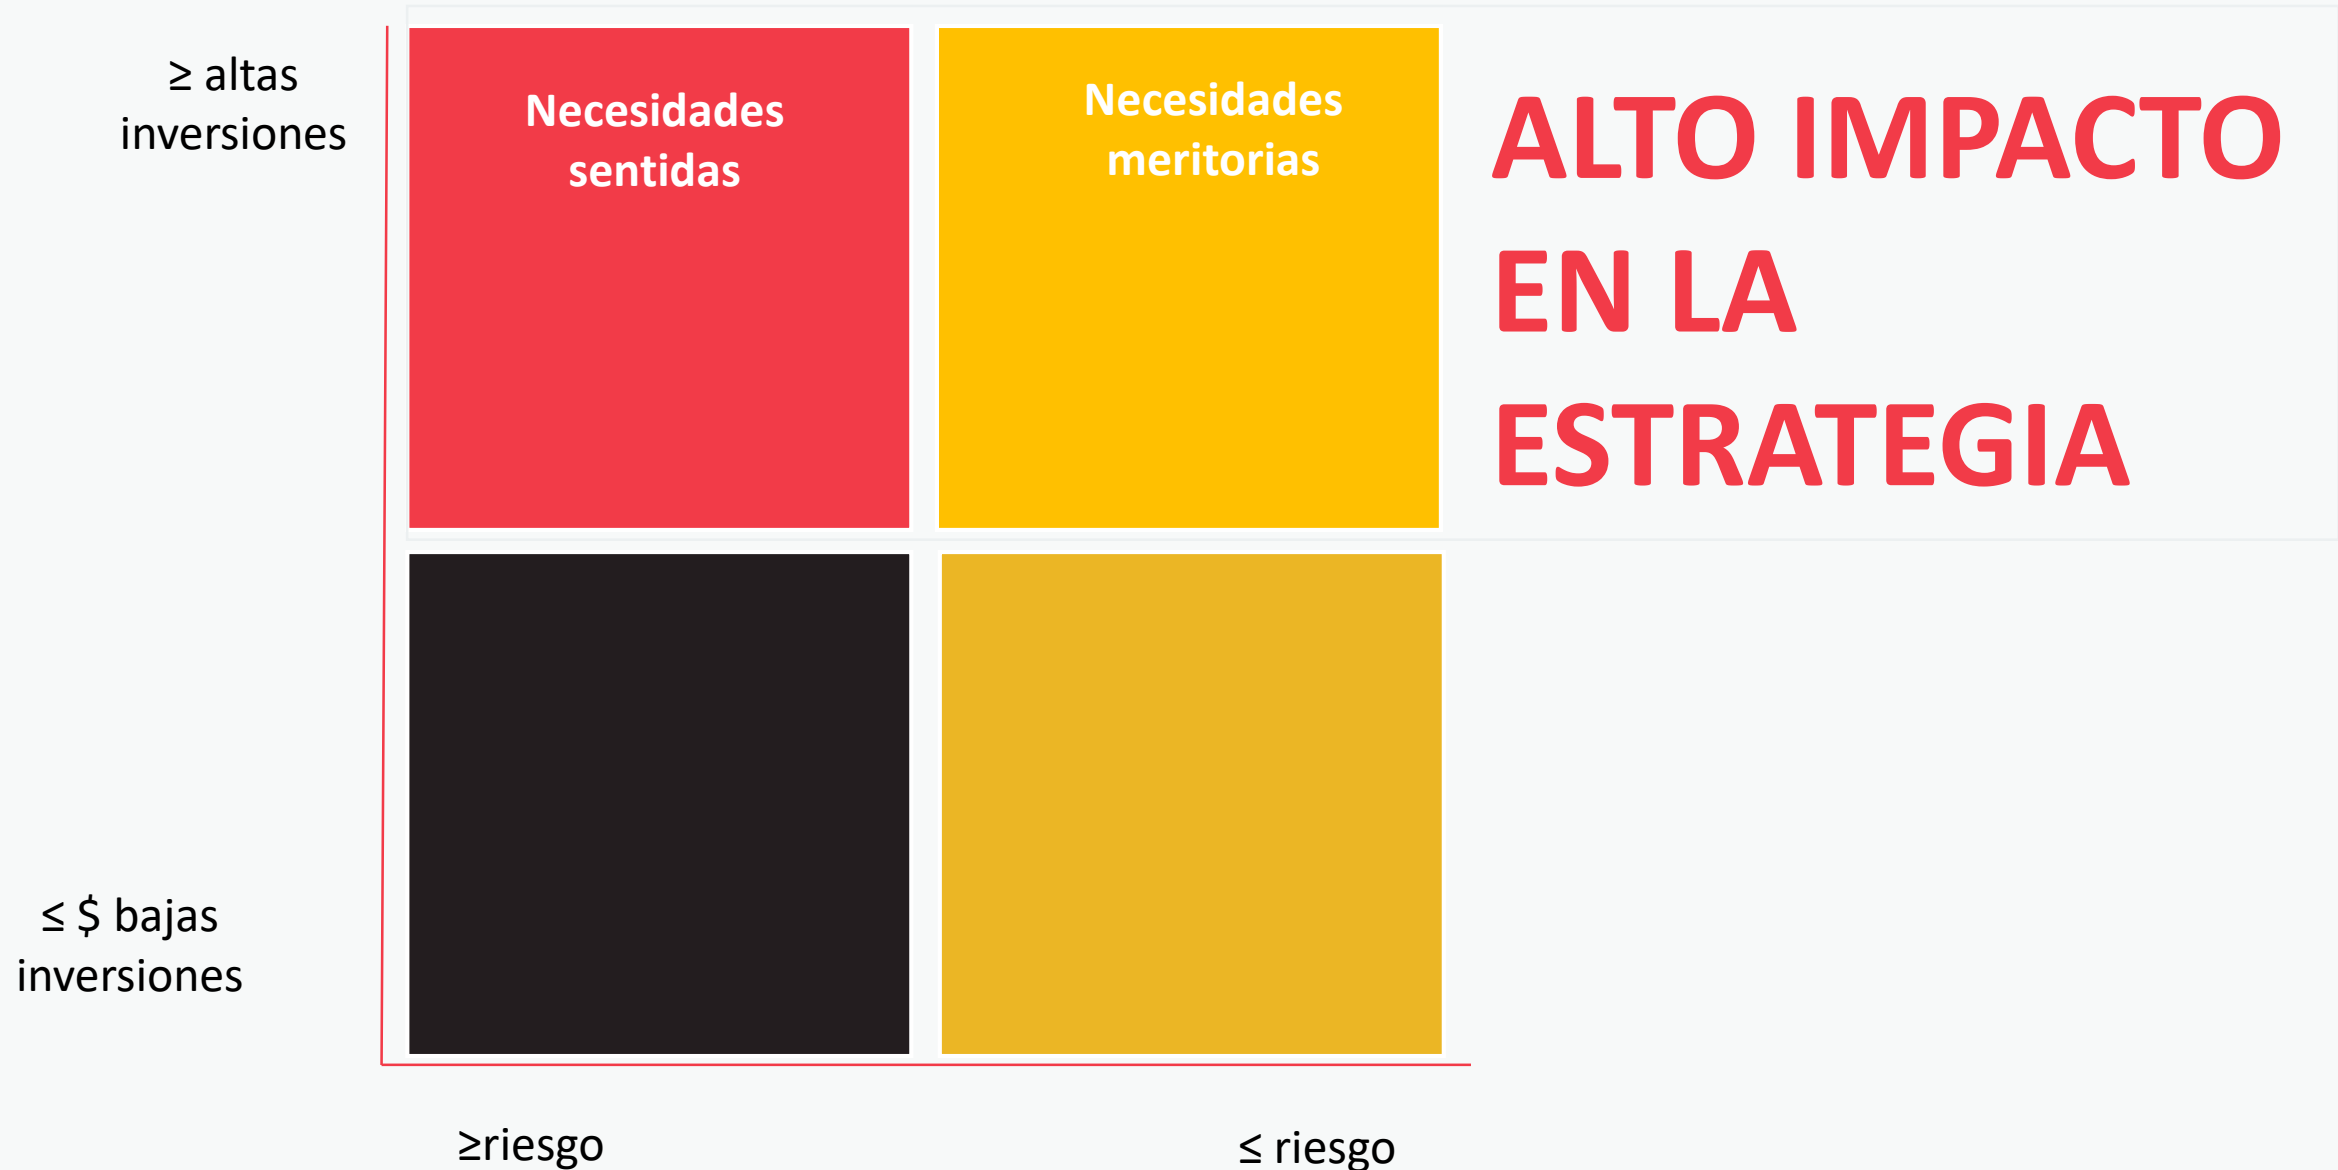 ≥ altas
inversiones
Necesidades
sentidas
Necesidades
meritorias
ALTO IMPACTO
EN LA
ESTRATEGIA
≤ $ bajas
inversiones
≥riesgo
≤ riesgo